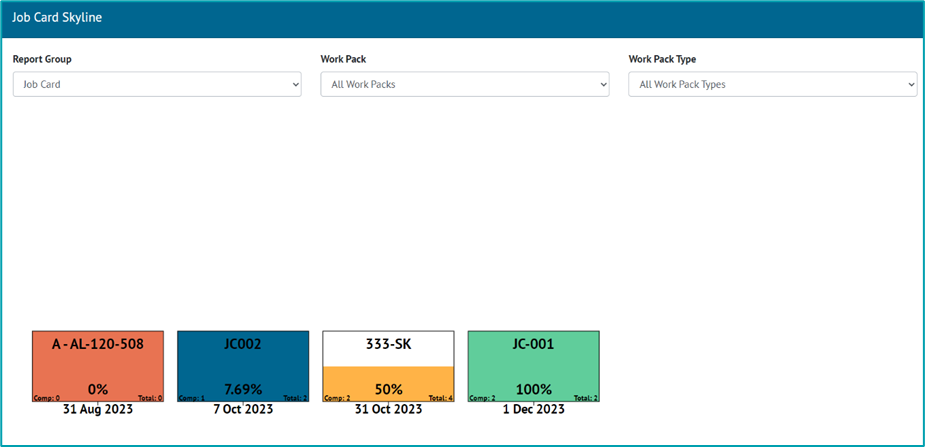 Job Card Skyline
Report Group Work Pack Work Pack Type
Job Card All Work Packs All Work Pack Types
A - AL-120-508 JC002 333-SK JC-001
0% 7.69% 50% 100%
Comp: 0 Total: 0 Comp: 1 Total: 2 Comp: 2 Total: 4 Comp: 2 Total: 2
31 Aug 2023 7 Oct 2023 31 Oct 2023 1 Dec 2023